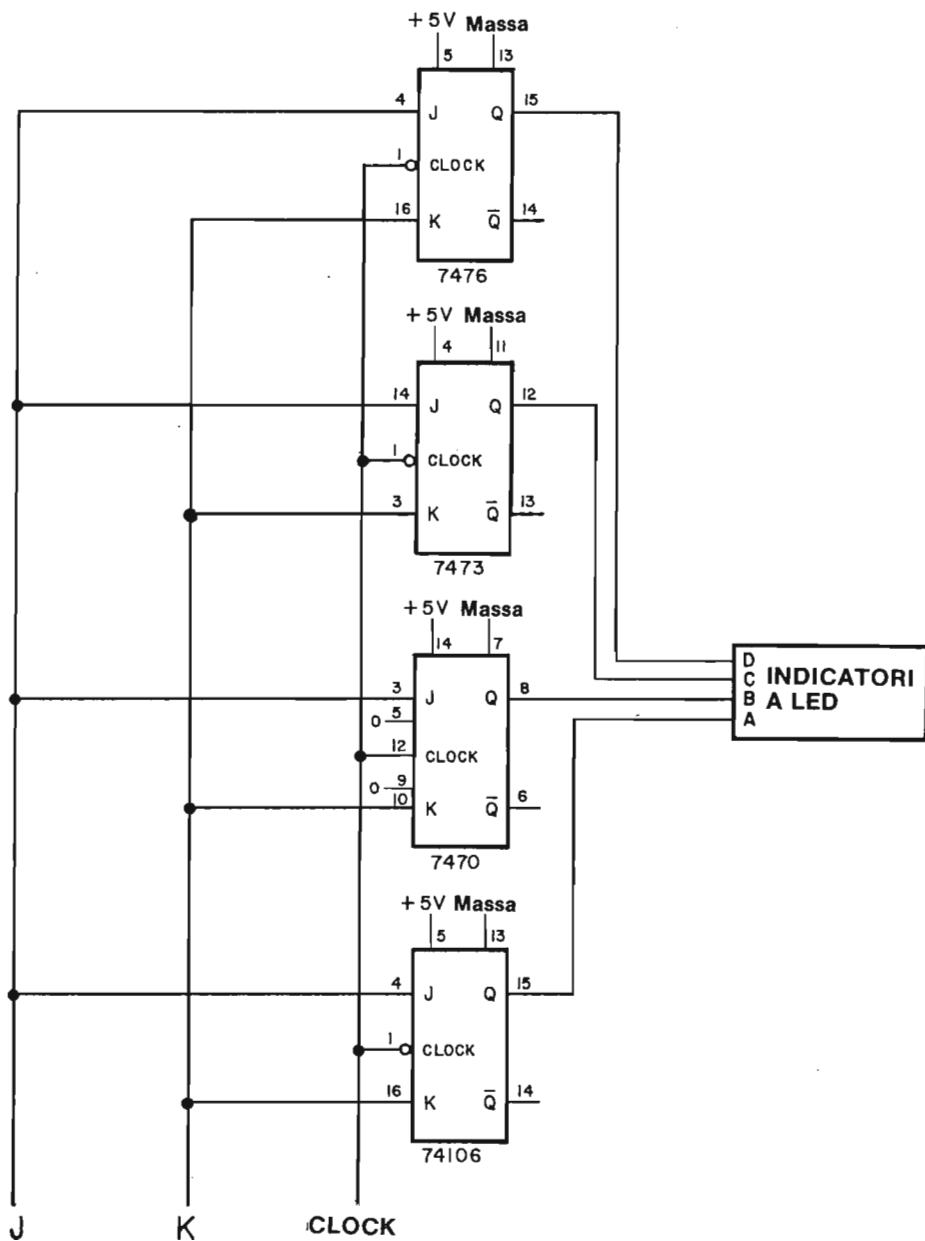 +5V Massa
5 13
4 J Q 15
1 CLOCK
16 K Q̅ 14
7476
+5V Massa
4 11
14 J Q 12
1 CLOCK
3 K Q̅ 13
7473
+5V Massa
14 7
3 J Q 8
0 5
12 CLOCK
0 9
10 K Q̅ 6
7470
+5V Massa
5 13
4 J Q 15
1 CLOCK
16 K Q̅ 14
74106
D
C INDICATORI
B A LED
A
J K CLOCK